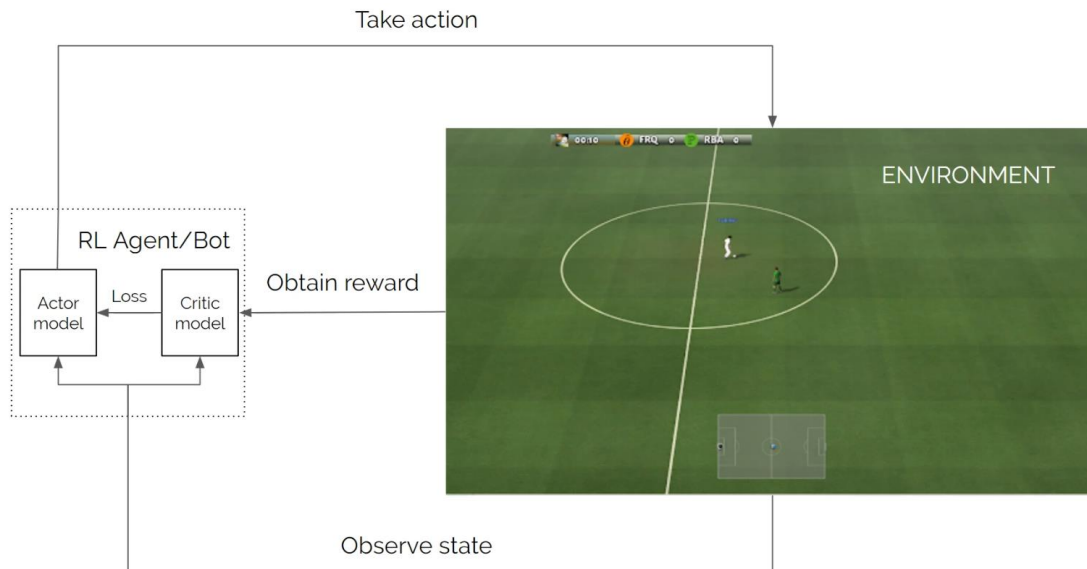 Take action
00:10 FRQ 0 RBA 0
ENVIRONMENT
RL Agent/Bot
Obtain reward
Actor
model
Loss
Critic
model
Observe state